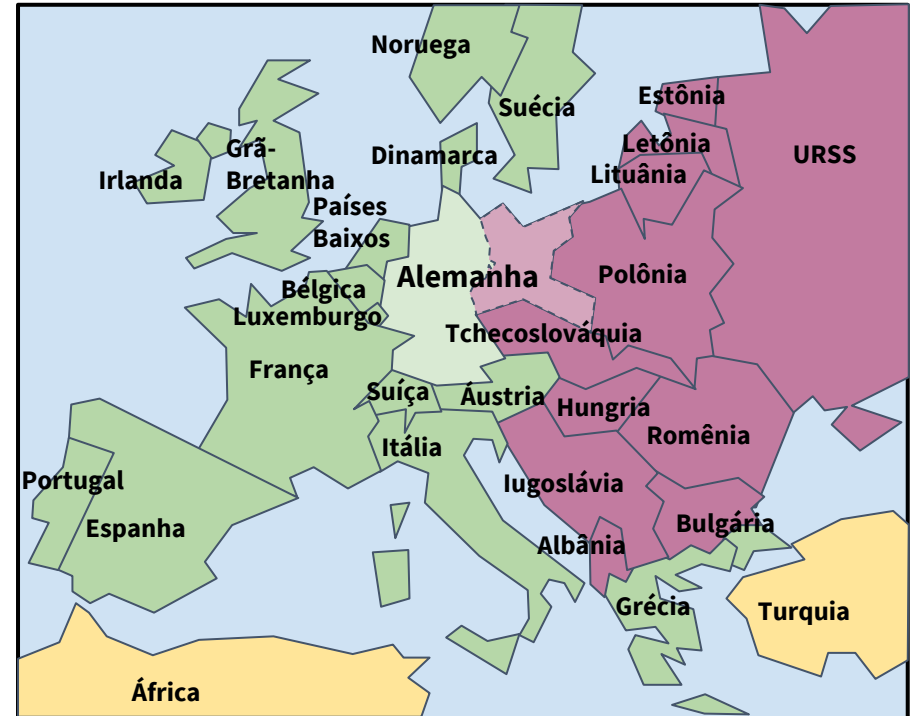 Noruega
Suécia
Estônia
Letônia
Lituânia
URSS
Grã-
Bretanha
Irlanda
Dinamarca
Países
Baixos
Alemanha
Polônia
Bélgica
Luxemburgo
Tchecoslováquia
França
Suíça
Áustria
Hungria
Romênia
Itália
Portugal
Espanha
Iugoslávia
Bulgária
Albânia
Grécia
Turquia
África